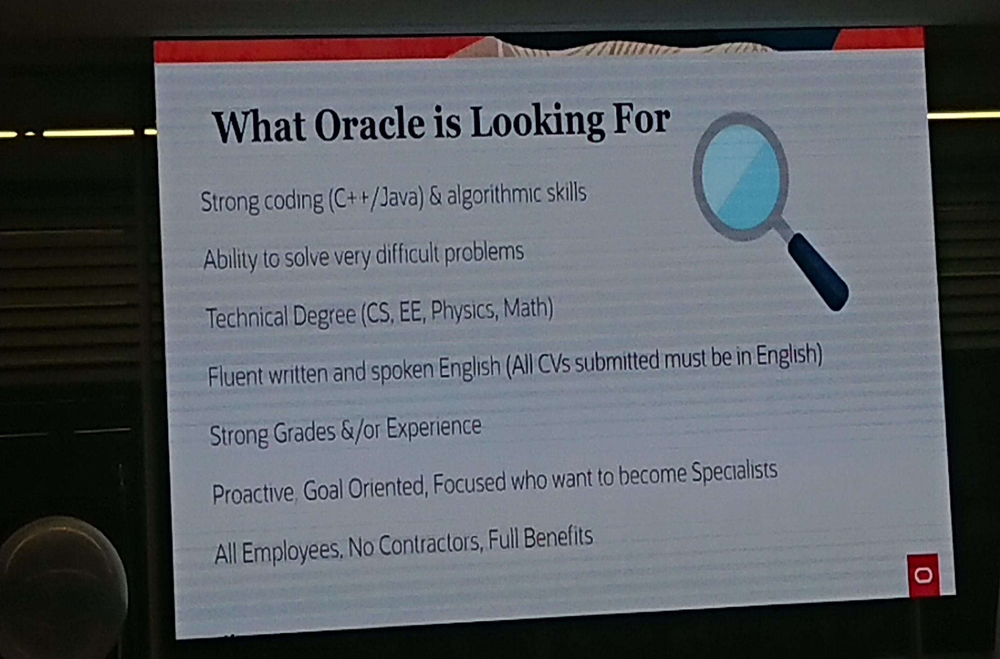 What Oracle is Looking For
Strong coding (C++/Java) & algorithmic skills
Ability to solve very difficult problems
Technical Degree (CS, EE, Physics, Math)
Fluent written and spoken English (All CVs submitted must be in English)
Strong Grades &/or Experience
Proactive, Goal Oriented, Focused who want to become Specialists
All Employees, No Contractors, Full Benefits